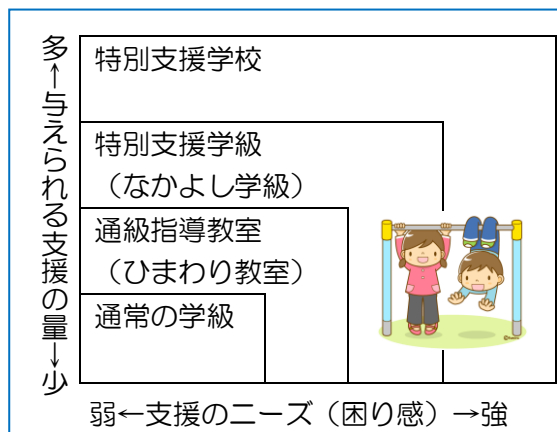 多←与えられる支援の量→少
特別支援学校
特別支援学級
（なかよし学級）
通級指導教室
（ひまわり教室）
通常の学級
弱←支援のニーズ（困り感）→強